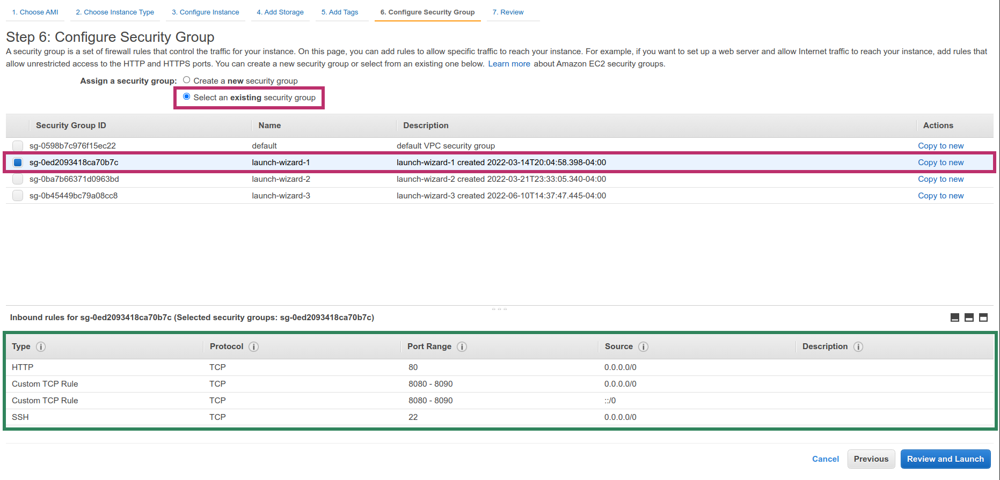 1. Choose AMI 2. Choose Instance Type 3. Configure Instance 4. Add Storage 5. Add Tags 6. Configure Security Group 7. Review
Step 6: Configure Security Group
A security group is a set of firewall rules that control the traffic for your instance. On this page, you can add rules to allow specific traffic to reach your instance. For example, if you want to set up a web server and allow Internet traffic to reach your instance, add rules that
allow unrestricted access to the HTTP and HTTPS ports. You can create a new security group or select from an existing one below. Learn more about Amazon EC2 security groups.
Assign a security group: Create a new security group
Select an existing security group
Security Group ID Name Description Actions
sg-0598b7c976f15ec22 default default VPC security group Copy to new
sg-0ed2093418ca70b7c launch-wizard-1 launch-wizard-1 created 2022-03-14T20:04:58.398-04:00 Copy to new
sg-0ba7b66371d0963bd launch-wizard-2 launch-wizard-2 created 2022-03-21T23:33:05.340-04:00 Copy to new
sg-0b45449bc79a08cc8 launch-wizard-3 launch-wizard-3 created 2022-06-10T14:37:47.445-04:00 Copy to new
Inbound rules for sg-0ed2093418ca70b7c (Selected security groups: sg-0ed2093418ca70b7c)
Type i Protocol i Port Range i Source i Description i
HTTP TCP 80 0.0.0.0/0
Custom TCP Rule TCP 8080 - 8090 0.0.0.0/0
Custom TCP Rule TCP 8080 - 8090 ::/0
SSH TCP 22 0.0.0.0/0
Cancel Previous Review and Launch